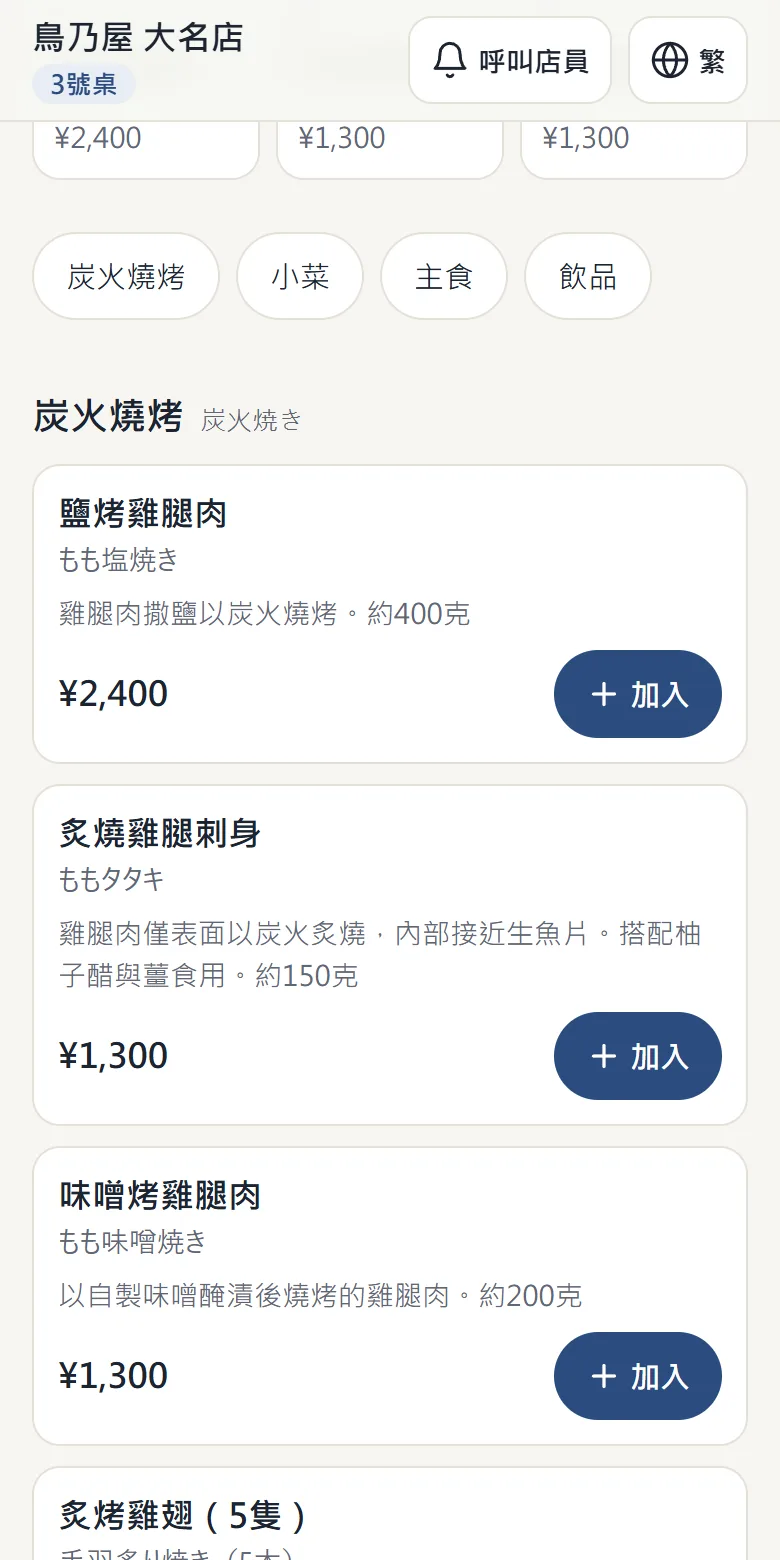 鳥乃屋 大名店
3號桌
呼叫店員
繁
¥2,400
¥1,300
¥1,300
炭火燒烤
小菜
主食
飲品
炭火燒烤 炭火焼き
鹽烤雞腿肉
もも塩焼き
雞腿肉撒鹽以炭火燒烤。約400克
¥2,400
＋ 加入
炙燒雞腿刺身
ももタタキ
雞腿肉僅表面以炭火炙燒，內部接近生魚片。搭配柚
子醋與薑食用。約150克
¥1,300
＋ 加入
味噌烤雞腿肉
もも味噌焼き
以自製味噌醃漬後燒烤的雞腿肉。約200克
¥1,300
＋ 加入
炙烤雞翅（5隻）
手羽炙り焼き（5本）